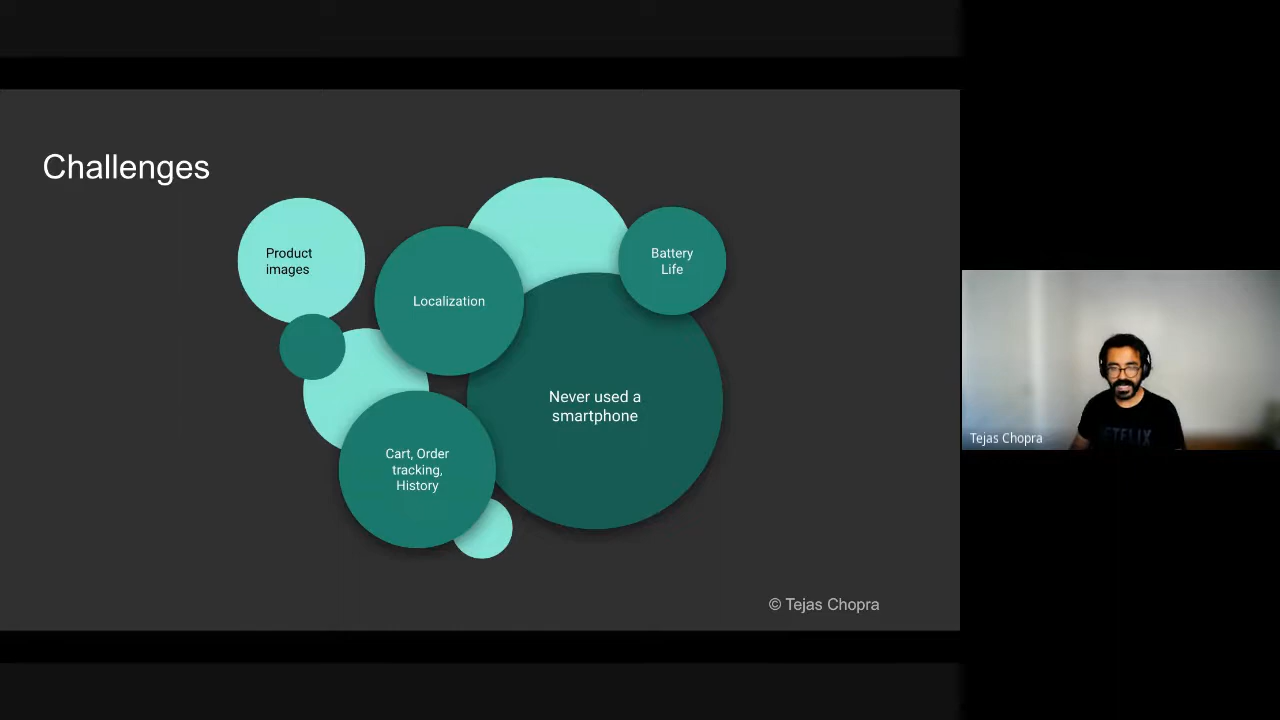 Challenges
Product
images
Localization
Battery
Life
Never used a
smartphone
Cart, Order
tracking,
History
© Tejas Chopra
Tejas Chopra